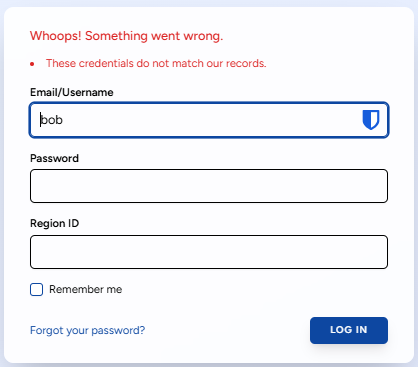 Whoops! Something went wrong.
These credentials do not match our records.
Email/Username
bob
Password
Region ID
Remember me
Forgot your password?
LOG IN